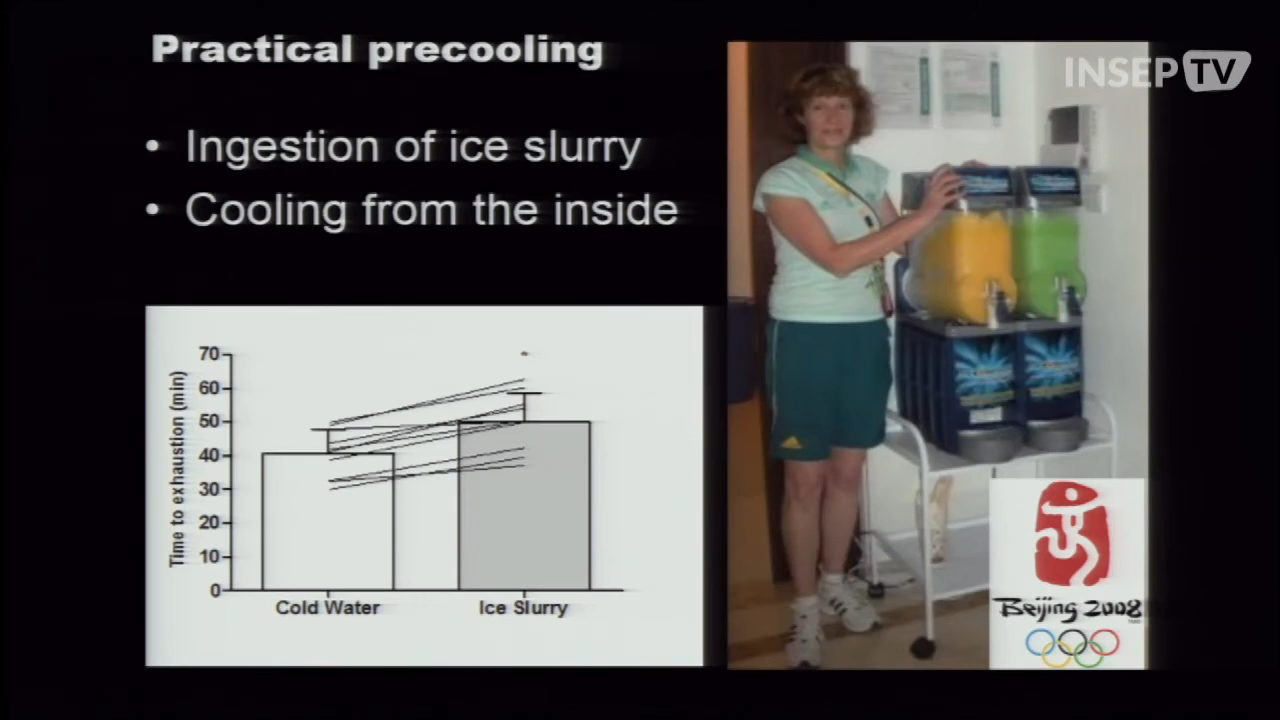 Practical precooling
INSEP TV
• Ingestion of ice slurry
• Cooling from the inside
Time to exhaustion (min)
70
60
50
40
30
20
10
0
*
Cold Water
Ice Slurry
Beijing 2008